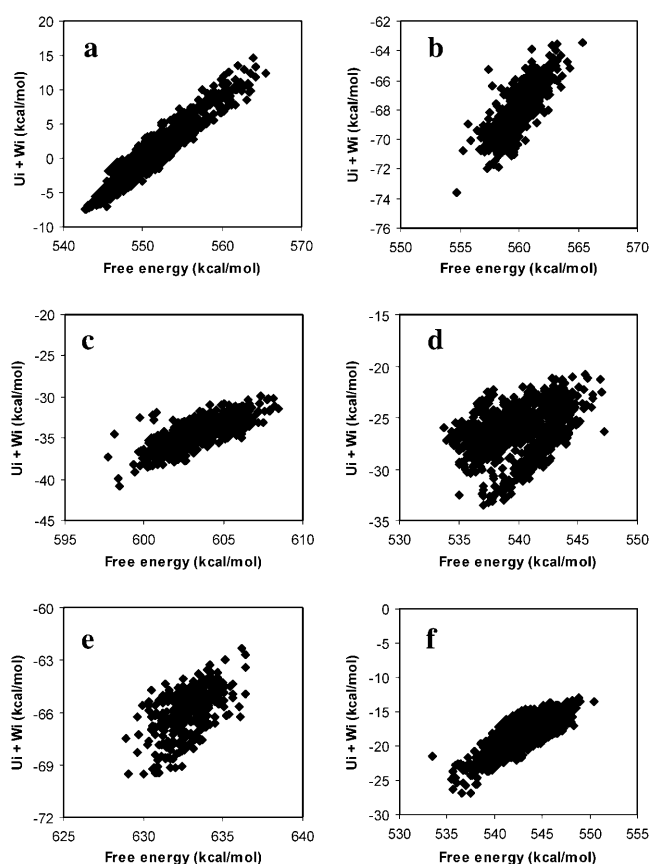 a
20
15
10
5
0
-5
-10
540 550 560 570
Ui + Wi (kcal/mol)
Free energy (kcal/mol)
b
-62
-64
-66
-68
-70
-72
-74
-76
550 555 560 565 570
Ui + Wi (kcal/mol)
Free energy (kcal/mol)
c
-20
-25
-30
-35
-40
-45
595 600 605 610
Ui + Wi (kcal/mol)
Free energy (kcal/mol)
d
-15
-20
-25
-30
-35
530 535 540 545 550
Ui + Wi (kcal/mol)
Free energy (kcal/mol)
e
-60
-63
-66
-69
-72
625 630 635 640
Ui + Wi (kcal/mol)
Free energy (kcal/mol)
f
0
-5
-10
-15
-20
-25
-30
530 535 540 545 550 555
Ui + Wi (kcal/mol)
Free energy (kcal/mol)